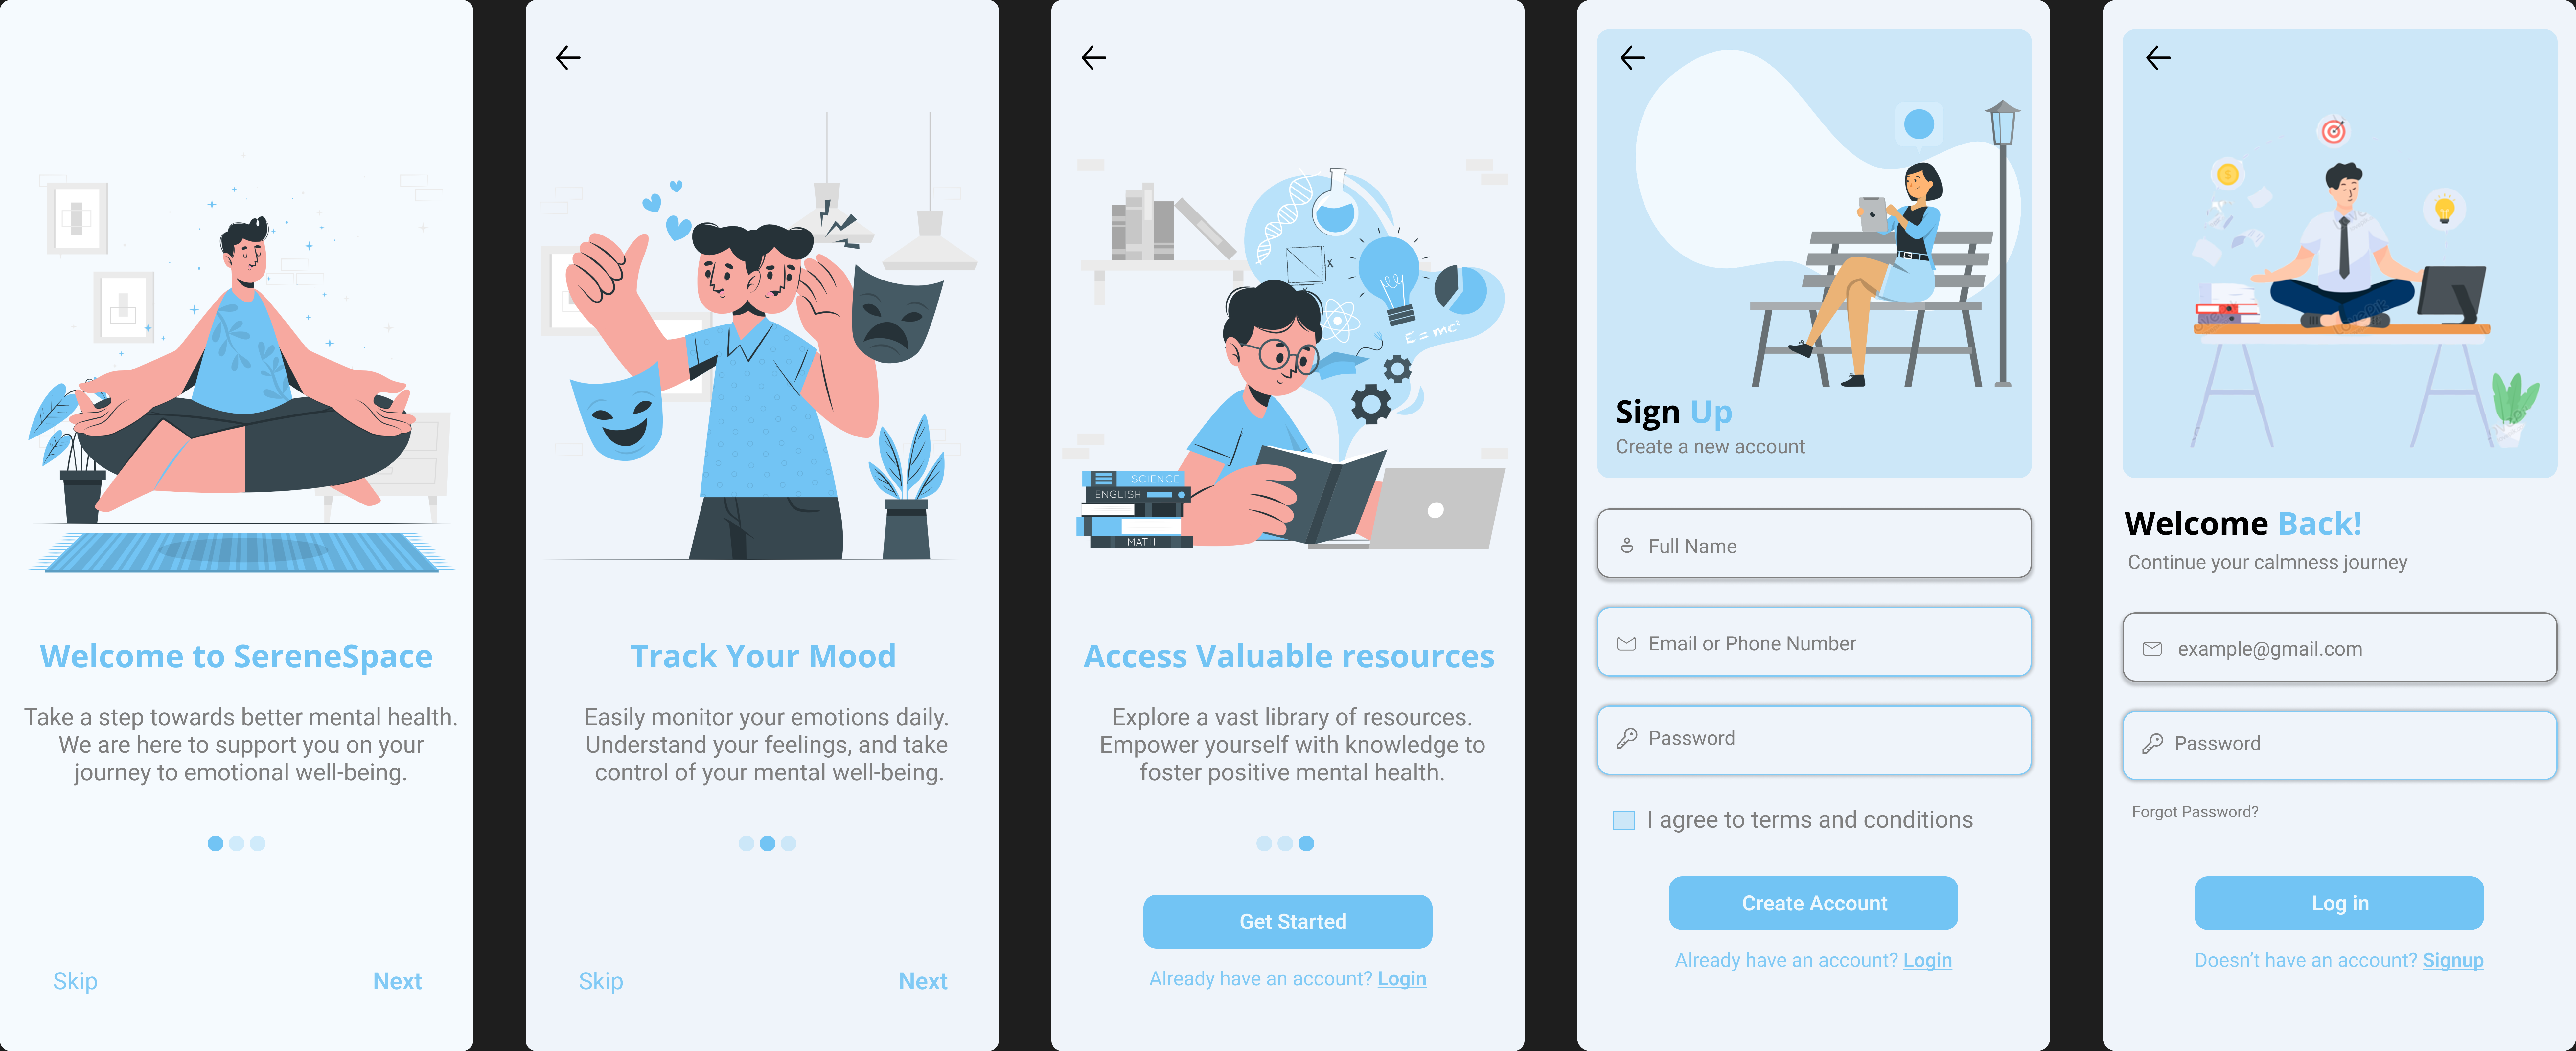 Welcome to SereneSpace
Take a step towards better mental health.
We are here to support you on your
journey to emotional well-being.
Skip
Next
Track Your Mood
Easily monitor your emotions daily.
Understand your feelings, and take
control of your mental well-being.
Skip
Next
x
x
E = mc²
SCIENCE
ENGLISH
MATH
Access Valuable resources
Explore a vast library of resources.
Empower yourself with knowledge to
foster positive mental health.
Get Started
Already have an account? Login
Sign Up
Create a new account
Full Name
Email or Phone Number
Password
I agree to terms and conditions
Create Account
Already have an account? Login
$
Welcome Back!
Continue your calmness journey
example@gmail.com
Password
Forgot Password?
Log in
Doesn't have an account? Signup